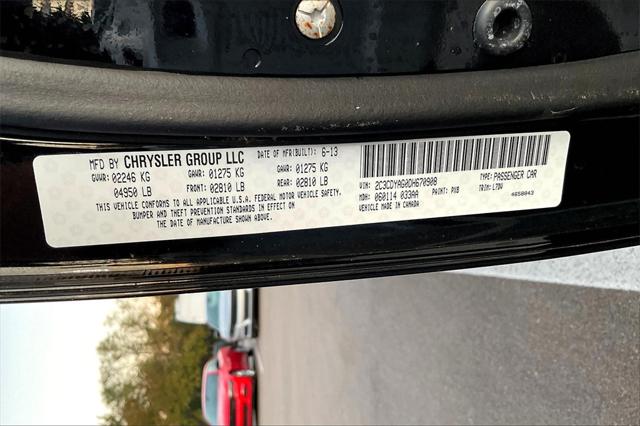 MFD BY CHRYSLER GROUP LLC DATE OF MFR(BUILT): 6-13
GVWR: 02246 KG GAWR: 01275 KG GAWR: 01275 KG
04950 LB FRONT: 02810 LB REAR: 02810 LB
THIS VEHICLE CONFORMS TO ALL APPLICABLE U.S.A. FEDERAL MOTOR VEHICLE SAFETY,
BUMPER AND THEFT PREVENTION STANDARDS IN EFFECT ON
THE DATE OF MANUFACTURE SHOWN ABOVE.
VIN: 2C3CDYAG0DH670908 TYPE: PASSENGER CAR
MDH: 060114 033AA PAINT: PX8 TRIM: L7DV
VEHICLE MADE IN CANADA 4658043